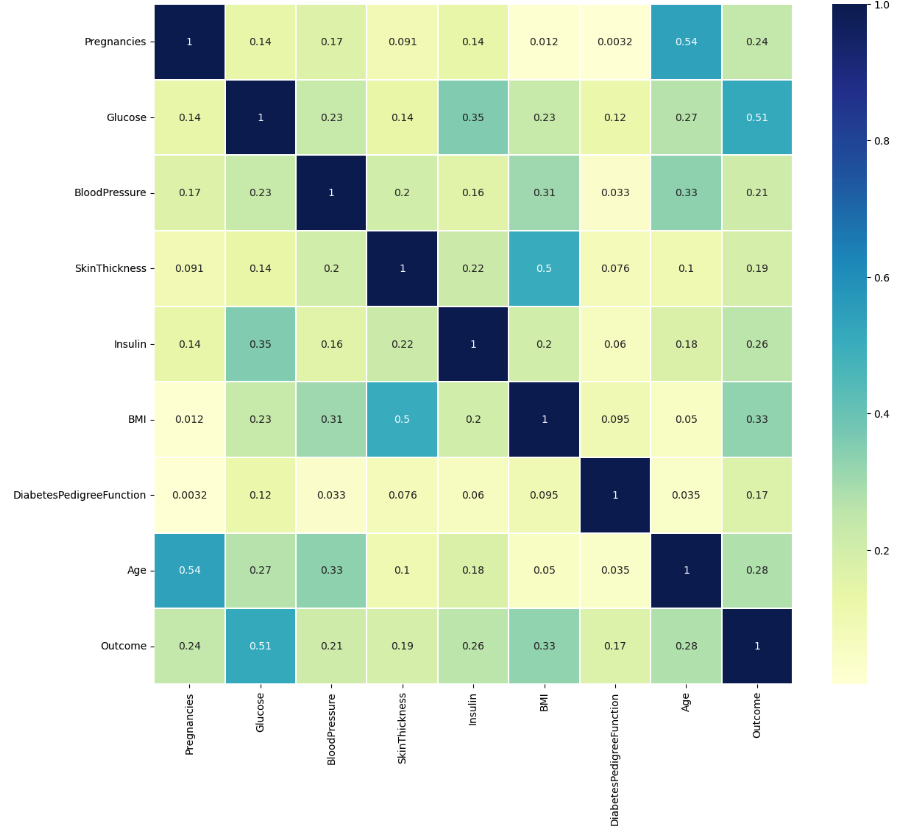 1.0
Pregnancies 1 0.14 0.17 0.091 0.14 0.012 0.0032 0.54 0.24
Glucose 0.14 1 0.23 0.14 0.35 0.23 0.12 0.27 0.51
0.8
BloodPressure 0.17 0.23 1 0.2 0.16 0.31 0.033 0.33 0.21
SkinThickness 0.091 0.14 0.2 1 0.22 0.5 0.076 0.1 0.19
0.6
Insulin 0.14 0.35 0.16 0.22 1 0.2 0.06 0.18 0.26
0.4
BMI 0.012 0.23 0.31 0.5 0.2 1 0.095 0.05 0.33
DiabetesPedigreeFunction 0.0032 0.12 0.033 0.076 0.06 0.095 1 0.035 0.17
0.2
Age 0.54 0.27 0.33 0.1 0.18 0.05 0.035 1 0.28
Outcome 0.24 0.51 0.21 0.19 0.26 0.33 0.17 0.28 1
Pregnancies
Glucose
BloodPressure
SkinThickness
Insulin
BMI
DiabetesPedigreeFunction
Age
Outcome